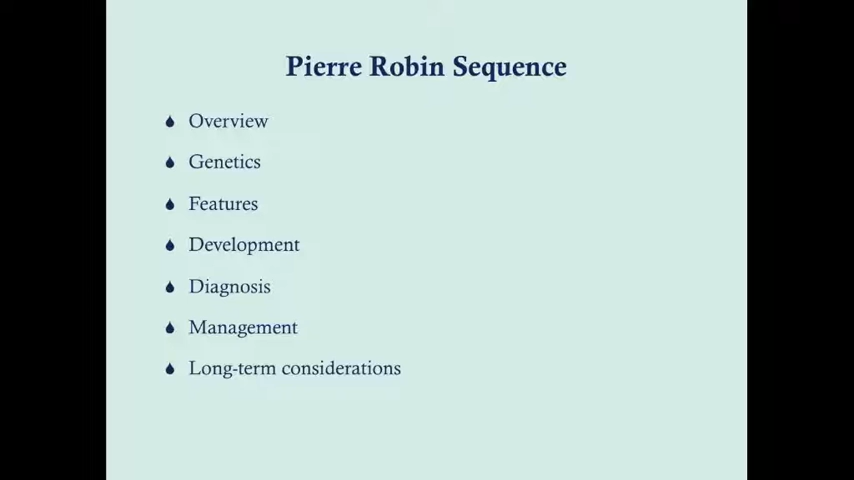 Pierre Robin Sequence
Overview
Genetics
Features
Development
Diagnosis
Management
Long-term considerations